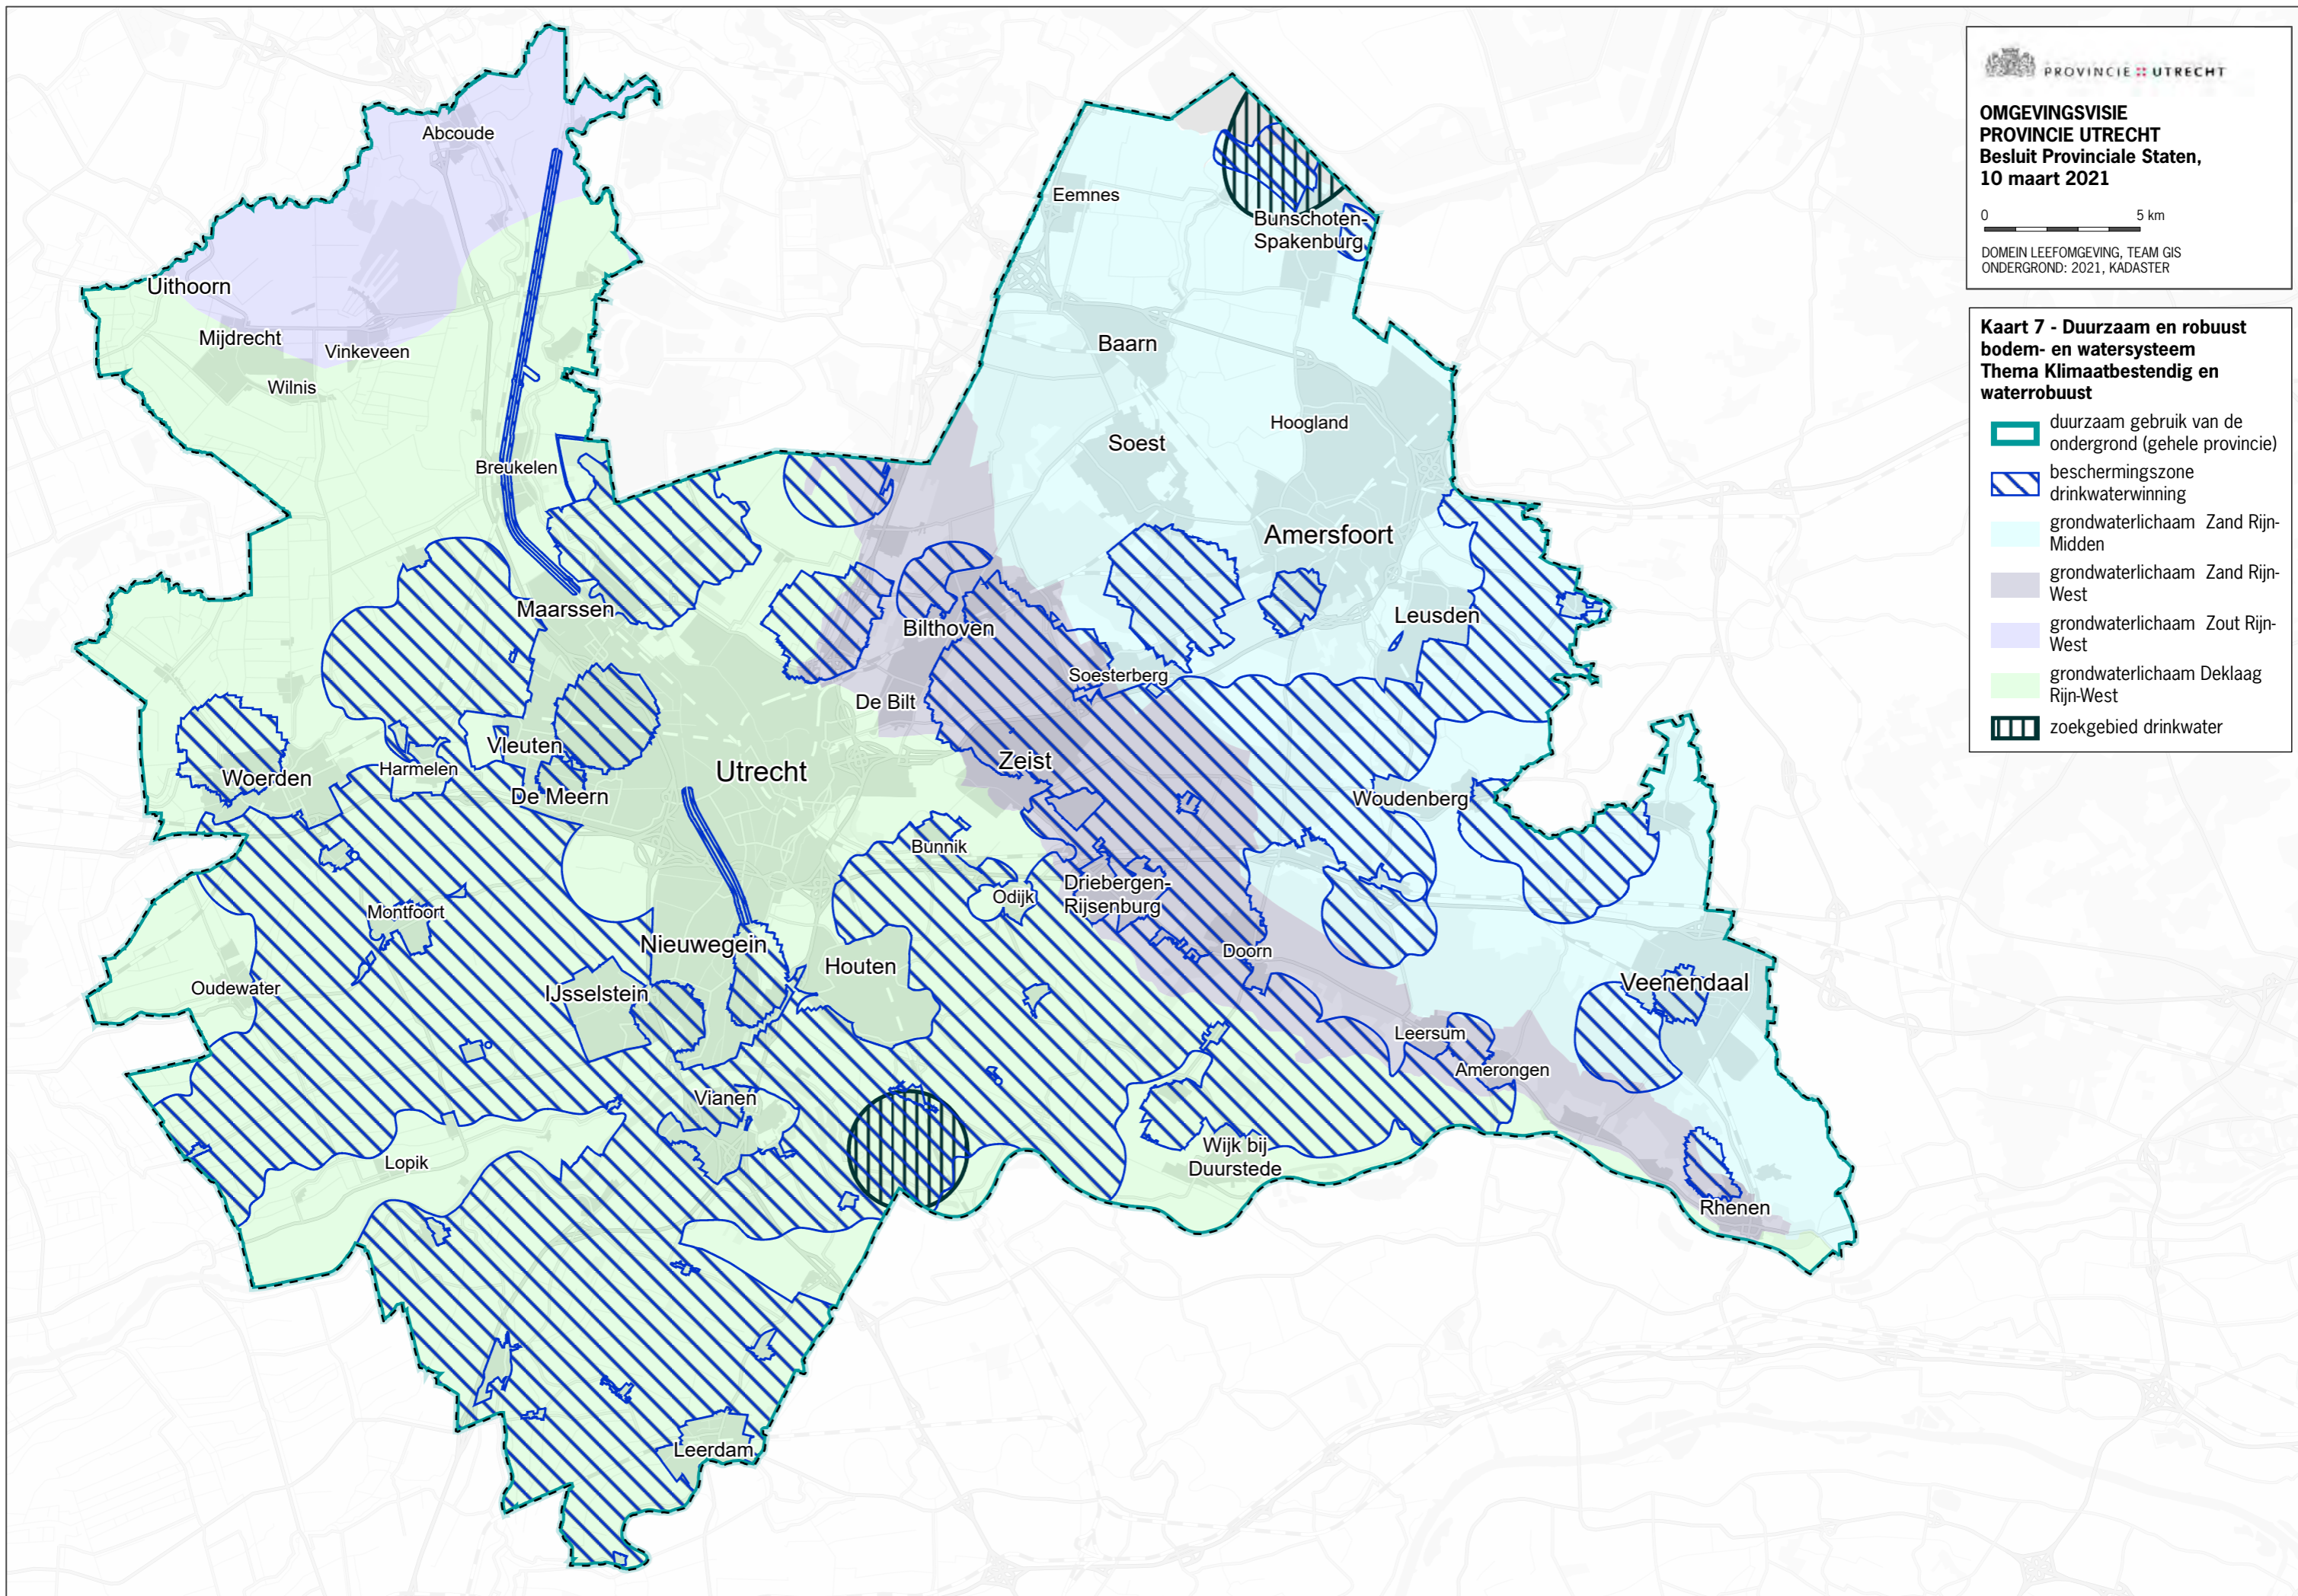 PROVINCIE UTRECHT
OMGEVINGSVISIE
PROVINCIE UTRECHT
Besluit Provinciale Staten,
10 maart 2021
0 5 km
DOMEIN LEEFOMGEVING, TEAM GIS
ONDERGROND: 2021, KADASTER
Kaart 7 - Duurzaam en robuust
bodem- en watersysteem
Thema Klimaatbestendig en
waterrobuust
duurzaam gebruik van de
ondergrond (gehele provincie)
beschermingszone
drinkwaterwinning
grondwaterlichaam Zand Rijn-
Midden
grondwaterlichaam Zand Rijn-
West
grondwaterlichaam Zout Rijn-
West
grondwaterlichaam Deklaag
Rijn-West
zoekgebied drinkwater
Abcoude
Eemnes
Bunschoten-
Spakenburg
Uithoorn
Mijdrecht
Vinkeveen
Wilnis
Baarn
Hoogland
Soest
Breukelen
Amersfoort
Maarssen
Bilthoven
Leusden
Soesterberg
De Bilt
Vleuten
Zeist
Utrecht
Harmelen
Woerden
De Meern
Woudenberg
Bunnik
Driebergen-
Rijsenburg
Odijk
Montfoort
Nieuwegein
Doorn
Houten
Veenendaal
Oudewater
IJsselstein
Leersum
Amerongen
Vianen
Wijk bij
Duurstede
Lopik
Rhenen
Leerdam